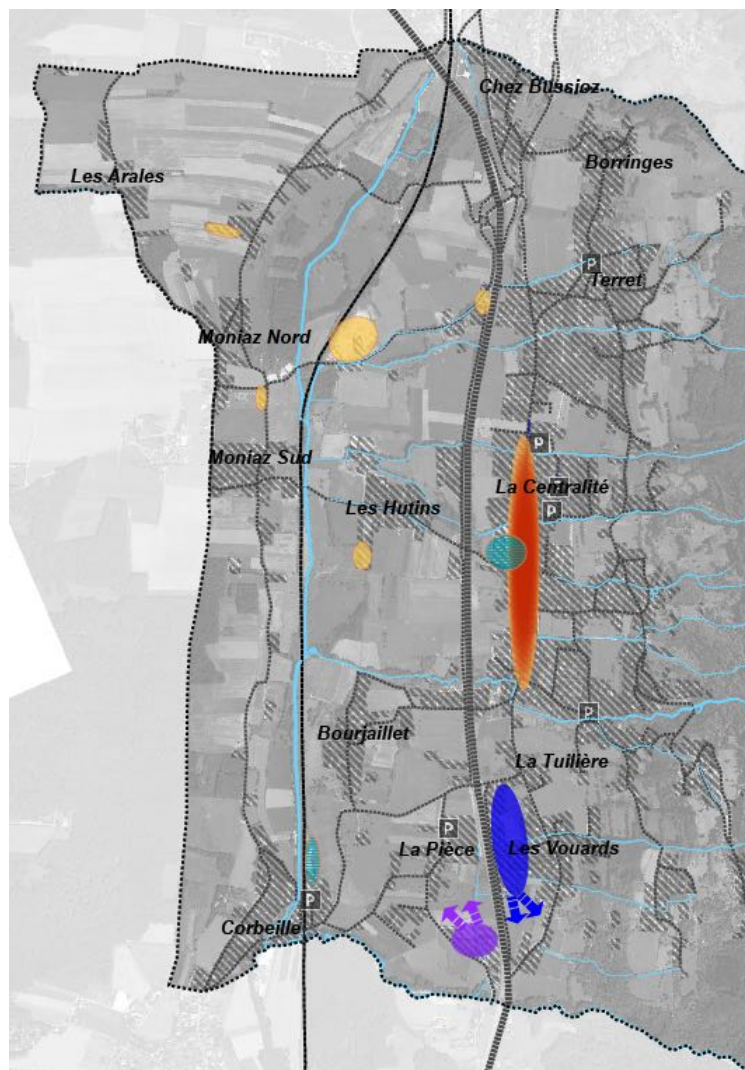 Chez Bussioz
Borringes
Les Arales
P
Terret
Moniaz Nord
P
Moniaz Sud
La Centralité
P
Les Hutins
P
Bourjaillet
La Tuilière
P
La Pièce
Les Vouards
P
Corbeille